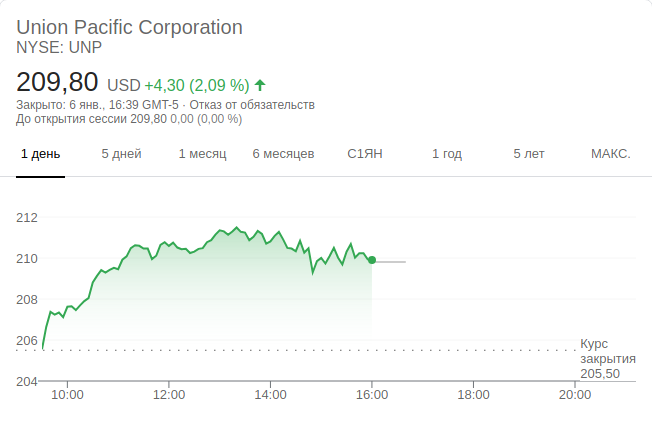 Union Pacific Corporation
NYSE: UNP
209,80 USD +4,30 (2,09 %)
Закрыто: 6 янв., 16:39 GMT-5 · Отказ от обязательств
До открытия сессии 209,80 0,00 (0,00 %)
1 день 5 дней 1 месяц 6 месяцев С1ЯН 1 год 5 лет МАКС.
212
210
208
206
Курс
закрытия
205,50
204
10:00 12:00 14:00 16:00 18:00 20:00